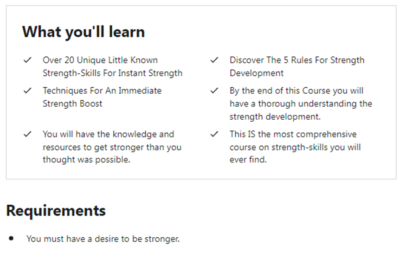 What you'll learn
Over 20 Unique Little Known
Strength-Skills For Instant Strength
Discover The 5 Rules For Strength
Development
Techniques For An Immediate
Strength Boost
By the end of this Course you will
have a thorough understanding the
strength development.
You will have the knowledge and
resources to get stronger than you
thought was possible.
This IS the most comprehensive
course on strength-skills you will
ever find.
Requirements
You must have a desire to be stronger.